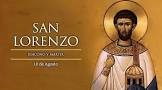 SAN
LORENZO
DIÁCONO Y MÁRTIR
10 de Agosto